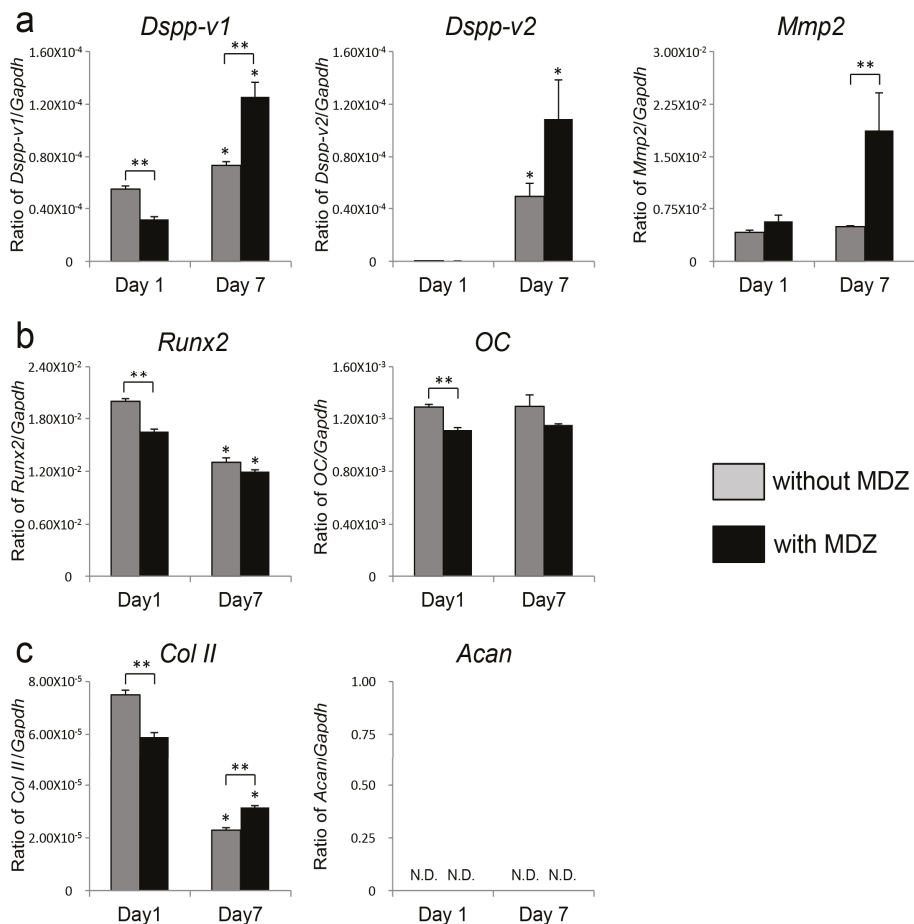 a
Dspp-v1
Dspp-v2
Mmp2
Ratio of Dspp-v1/Gapdh
1.60X10-4
1.20X10-4
0.80X10-4
0.40X10-4
0
**
*
**
*
Day 1
Day 7
Ratio of Dspp-v2/Gapdh
1.60X10-4
1.20X10-4
0.80X10-4
0.40X10-4
0
*
*
Day 1
Day 7
Ratio of Mmp2/Gapdh
3.00X10-2
2.25X10-2
1.50X10-2
0.75X10-2
0
**
Day 1
Day 7
b
Runx2
OC
Ratio of Runx2/Gapdh
2.40X10-2
1.80X10-2
1.20X10-2
0.60X10-2
0
**
*
*
Day1
Day7
Ratio of OC/Gapdh
1.60X10-3
1.20X10-3
0.80X10-3
0.40X10-3
0
**
Day1
Day7
without MDZ
with MDZ
c
Col II
Acan
Ratio of Col II/Gapdh
8.00X10-5
6.00X10-5
4.00X10-5
2.00X10-5
0
**
*
**
*
Day1
Day7
Ratio of Acan/Gapdh
1.00
0.75
0.50
0.25
0
N.D. N.D. N.D. N.D.
Day 1
Day 7